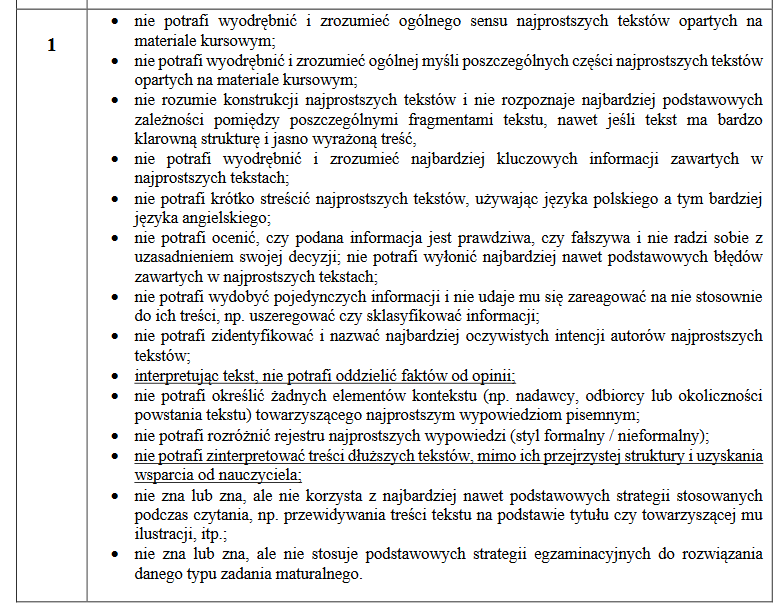 1
• nie potrafi wyodrębnić i zrozumieć ogólnego sensu najprostszych tekstów opartych na
materiale kursowym;
• nie potrafi wyodrębnić i zrozumieć ogólnej myśli poszczególnych części najprostszych tekstów
opartych na materiale kursowym;
• nie rozumie konstrukcji najprostszych tekstów i nie rozpoznaje najbardziej podstawowych
zależności pomiędzy poszczególnymi fragmentami tekstu, nawet jeśli tekst ma bardzo
klarowną strukturę i jasno wyrażoną treść,
• nie potrafi wyodrębnić i zrozumieć najbardziej kluczowych informacji zawartych w
najprostszych tekstach;
• nie potrafi krótko streścić najprostszych tekstów, używając języka polskiego a tym bardziej
języka angielskiego;
• nie potrafi ocenić, czy podana informacja jest prawdziwa, czy fałszywa i nie radzi sobie z
uzasadnieniem swojej decyzji; nie potrafi wyłonić najbardziej nawet podstawowych błędów
zawartych w najprostszych tekstach;
• nie potrafi wydobyć pojedynczych informacji i nie udaje mu się zareagować na nie stosownie
do ich treści, np. uszeregować czy sklasyfikować informacji;
• nie potrafi zidentyfikować i nazwać najbardziej oczywistych intencji autorów najprostszych
tekstów;
• interpretując tekst, nie potrafi oddzielić faktów od opinii;
• nie potrafi określić żadnych elementów kontekstu (np. nadawcy, odbiorcy lub okoliczności
powstania tekstu) towarzyszącego najprostszym wypowiedziom pisemnym;
• nie potrafi rozróżnić rejestru najprostszych wypowiedzi (styl formalny / nieformalny);
• nie potrafi zinterpretować treści dłuższych tekstów, mimo ich przejrzystej struktury i uzyskania
wsparcia od nauczyciela;
• nie zna lub zna, ale nie korzysta z najbardziej nawet podstawowych strategii stosowanych
podczas czytania, np. przewidywania treści tekstu na podstawie tytułu czy towarzyszącej mu
ilustracji, itp.;
• nie zna lub zna, ale nie stosuje podstawowych strategii egzaminacyjnych do rozwiązania
danego typu zadania maturalnego.